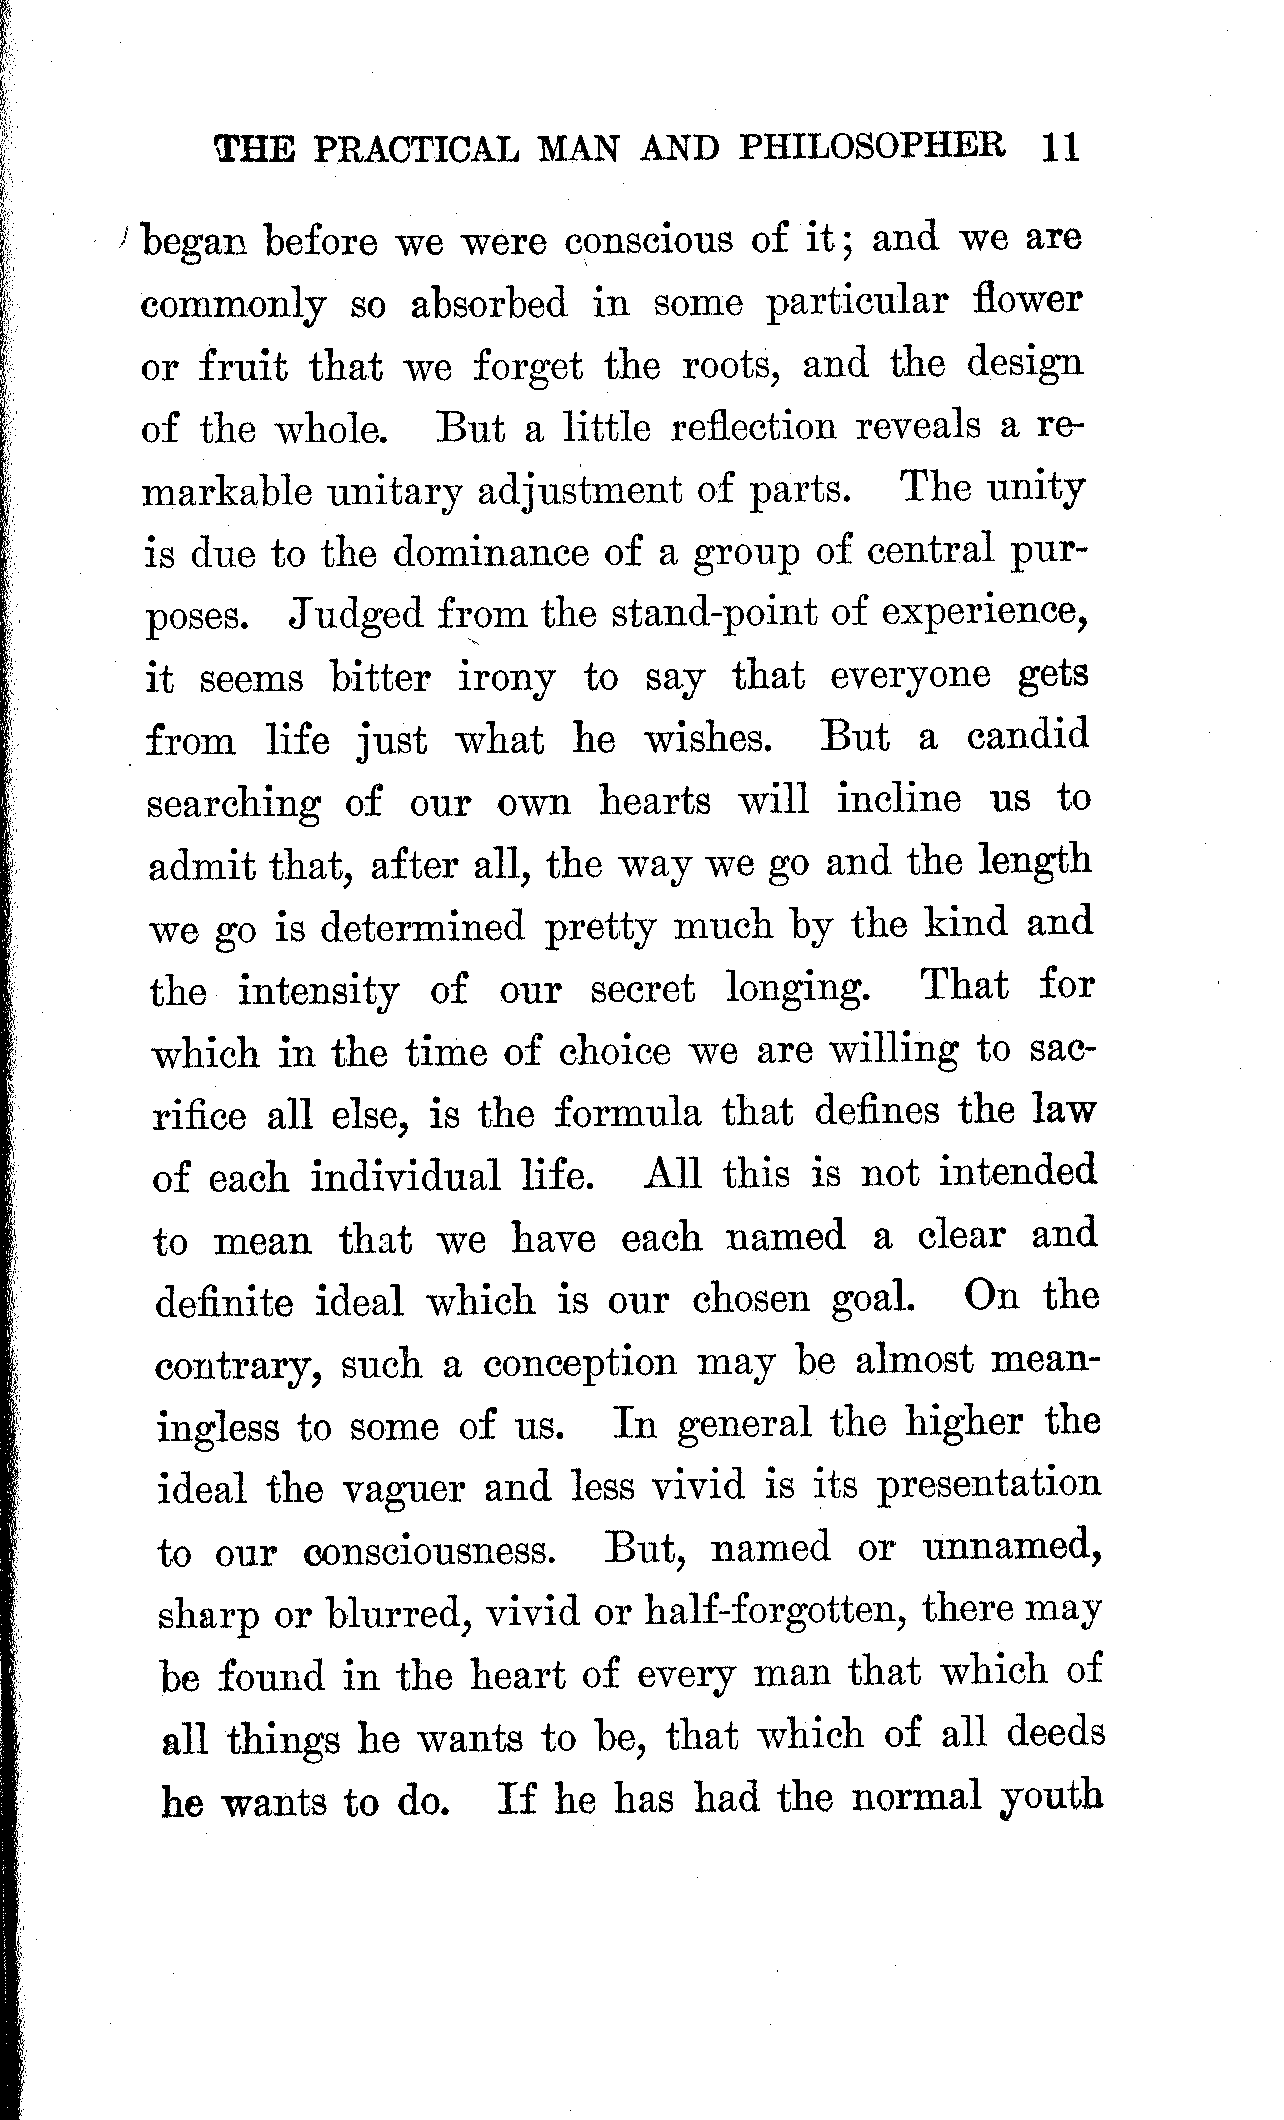 THE PRACTICAL MAN AND PHILOSOPHER 11
began before we were conscious of it; and we are
commonly so absorbed in some particular flower
or fruit that we forget the roots, and the design
of the whole. But a little reflection reveals a re-
markable unitary adjustment of parts. The unity
is due to the dominance of a group of central pur-
poses. Judged from the stand-point of experience,
it seems bitter irony to say that everyone gets
from life just what he wishes. But a candid
searching of our own hearts will incline us to
admit that, after all, the way we go and the length
we go is determined pretty much by the kind and
the intensity of our secret longing. That for
which in the time of choice we are willing to sac-
rifice all else, is the formula that defines the law
of each individual life. All this is not intended
to mean that we have each named a clear and
definite ideal which is our chosen goal. On the
contrary, such a conception may be almost mean-
ingless to some of us. In general the higher the
ideal the vaguer and less vivid is its presentation
to our consciousness. But, named or unnamed,
sharp or blurred, vivid or half-forgotten, there may
be found in the heart of every man that which of
all things he wants to be, that which of all deeds
he wants to do. If he has had the normal youth